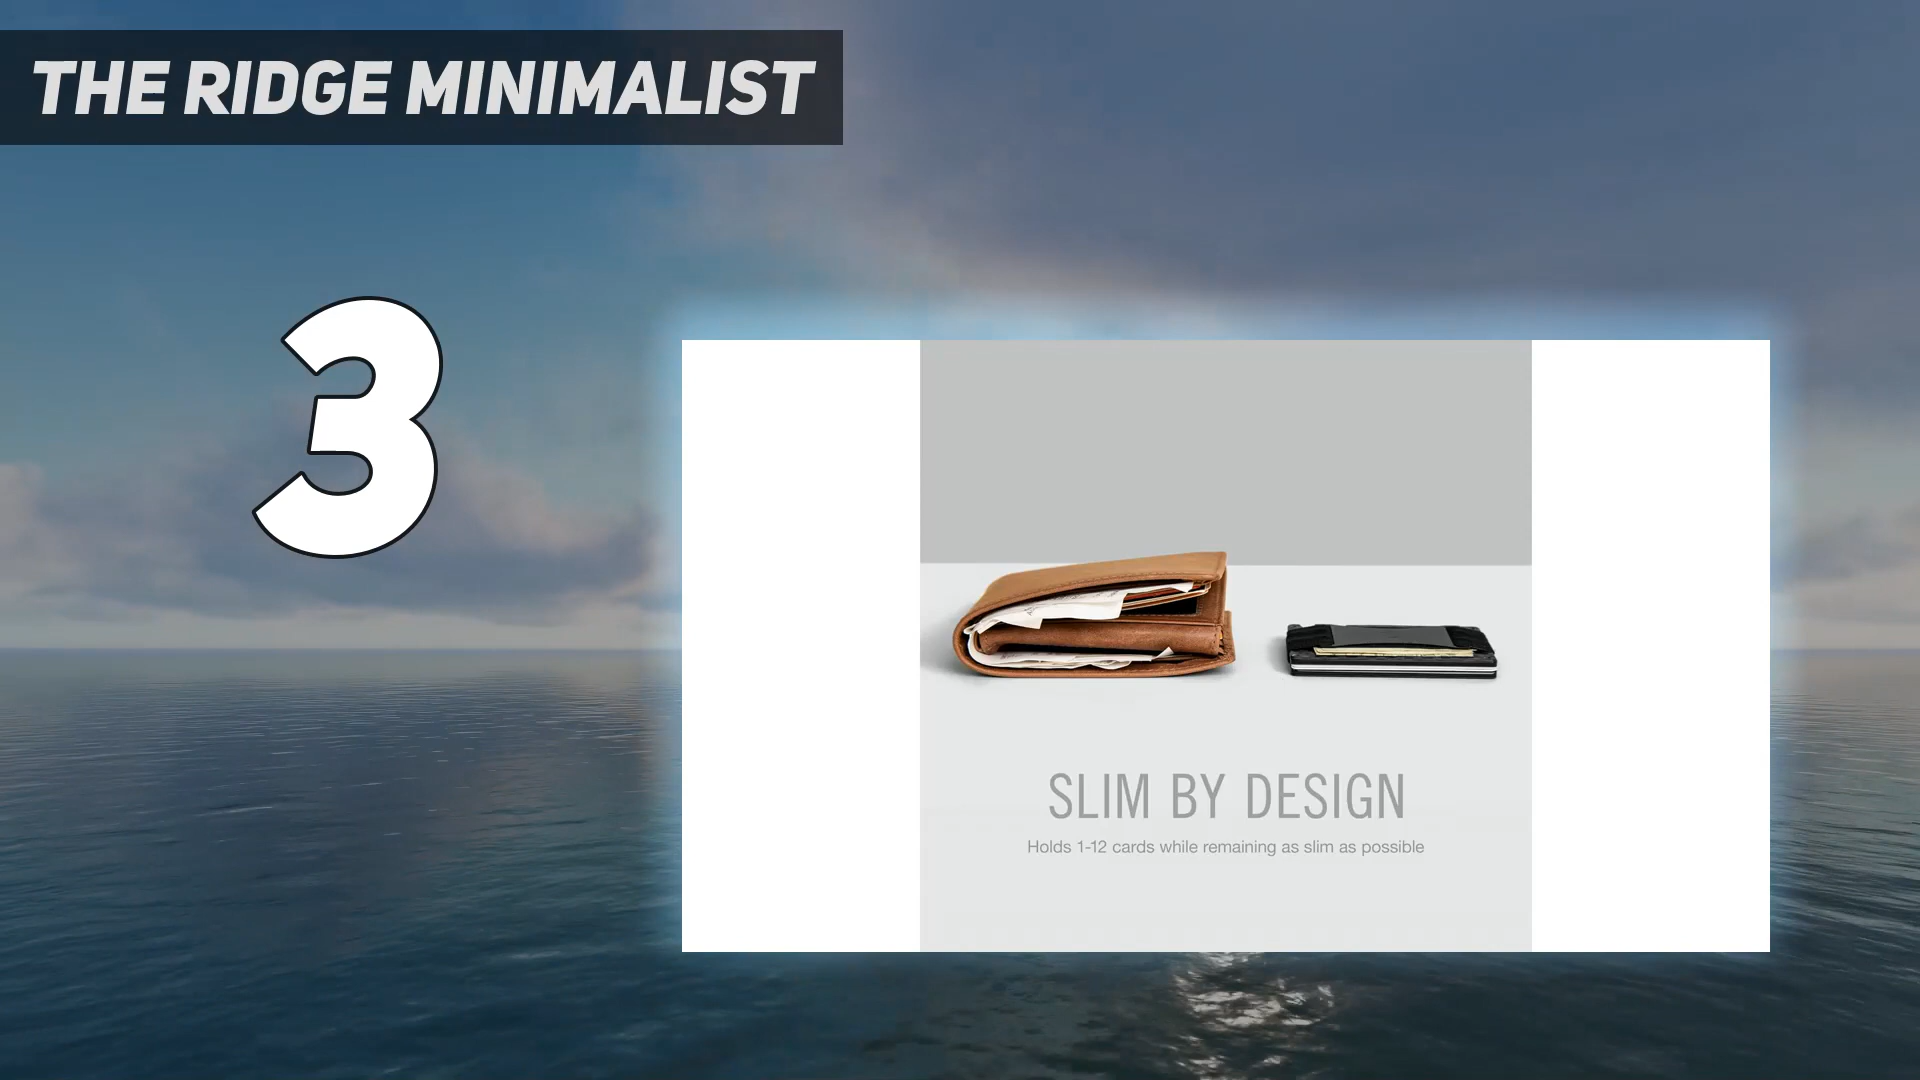 THE RIDGE MINIMALIST
3
SLIM BY DESIGN
Holds 1-12 cards while remaining as slim as possible